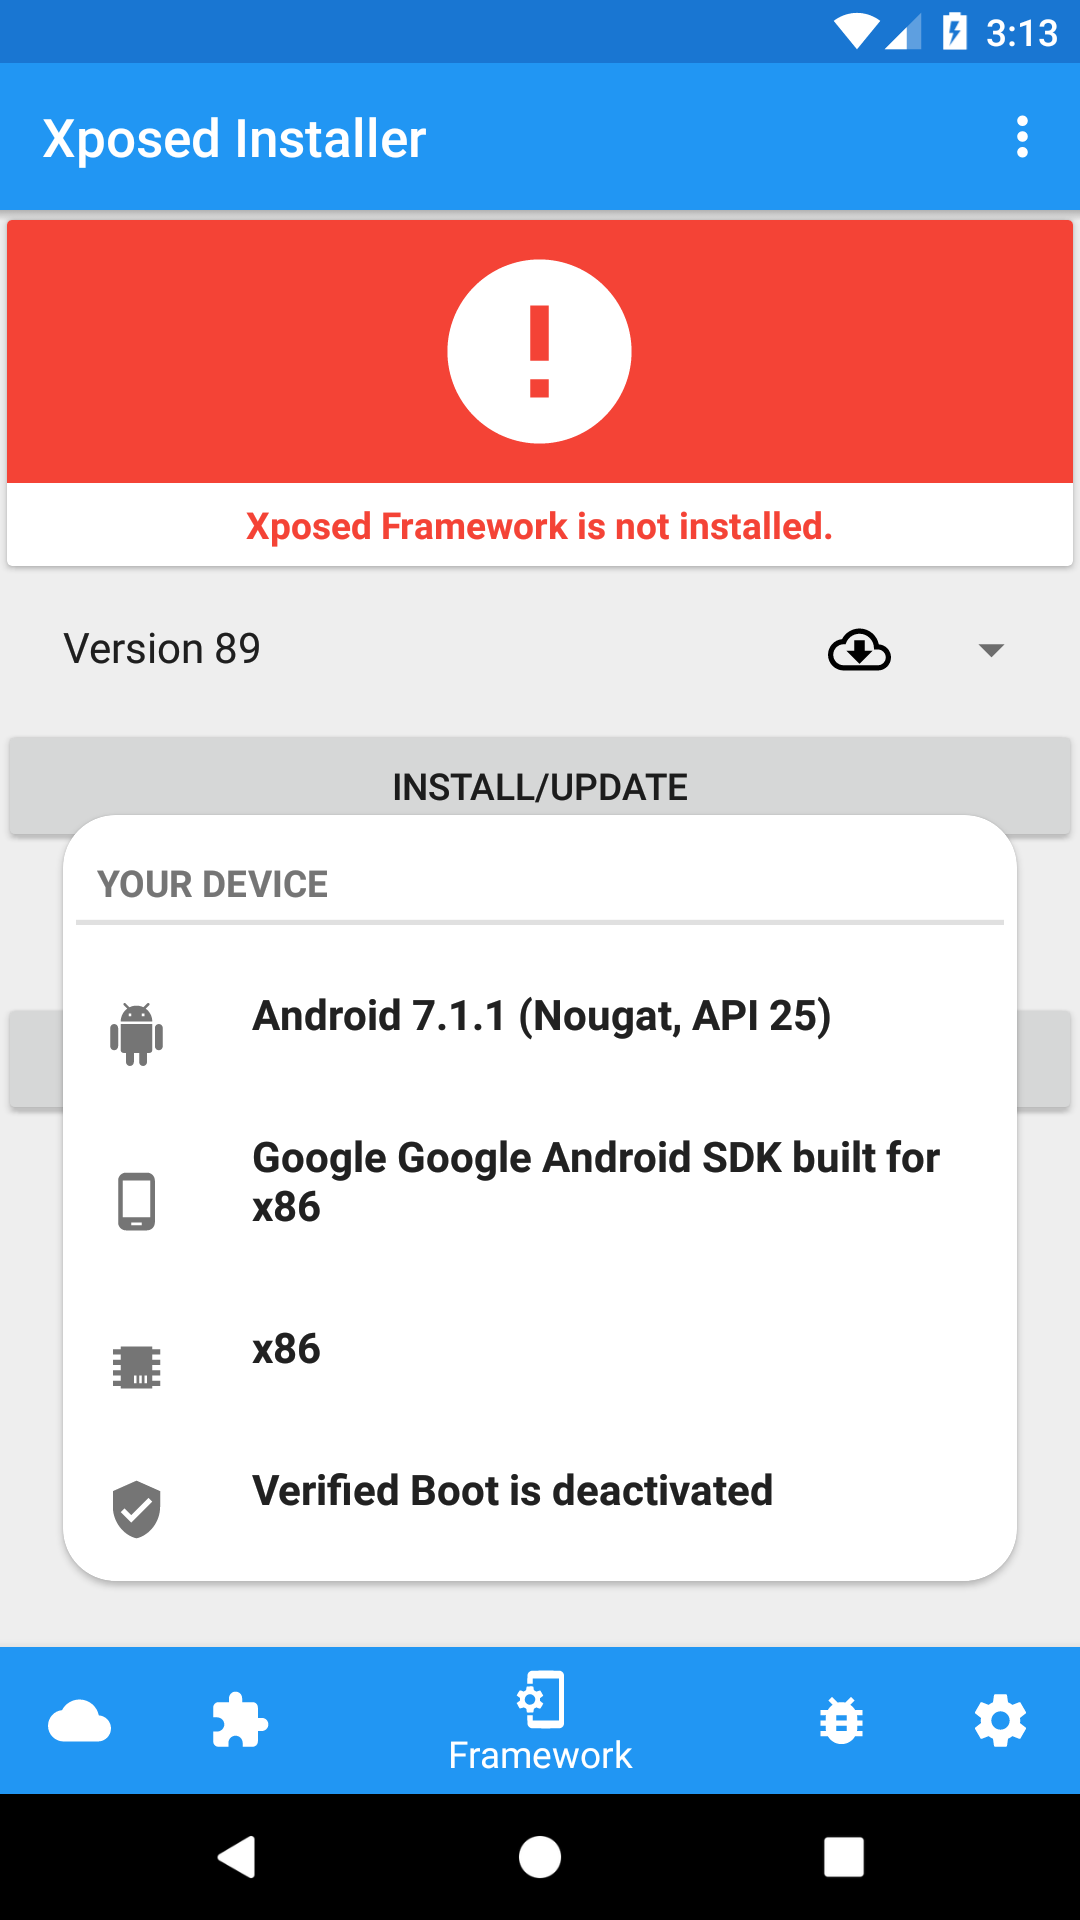 3:13
Xposed Installer
Xposed Framework is not installed.
Version 89
INSTALL/UPDATE
YOUR DEVICE
Android 7.1.1 (Nougat, API 25)
Google Google Android SDK built for
x86
x86
Verified Boot is deactivated
Framework